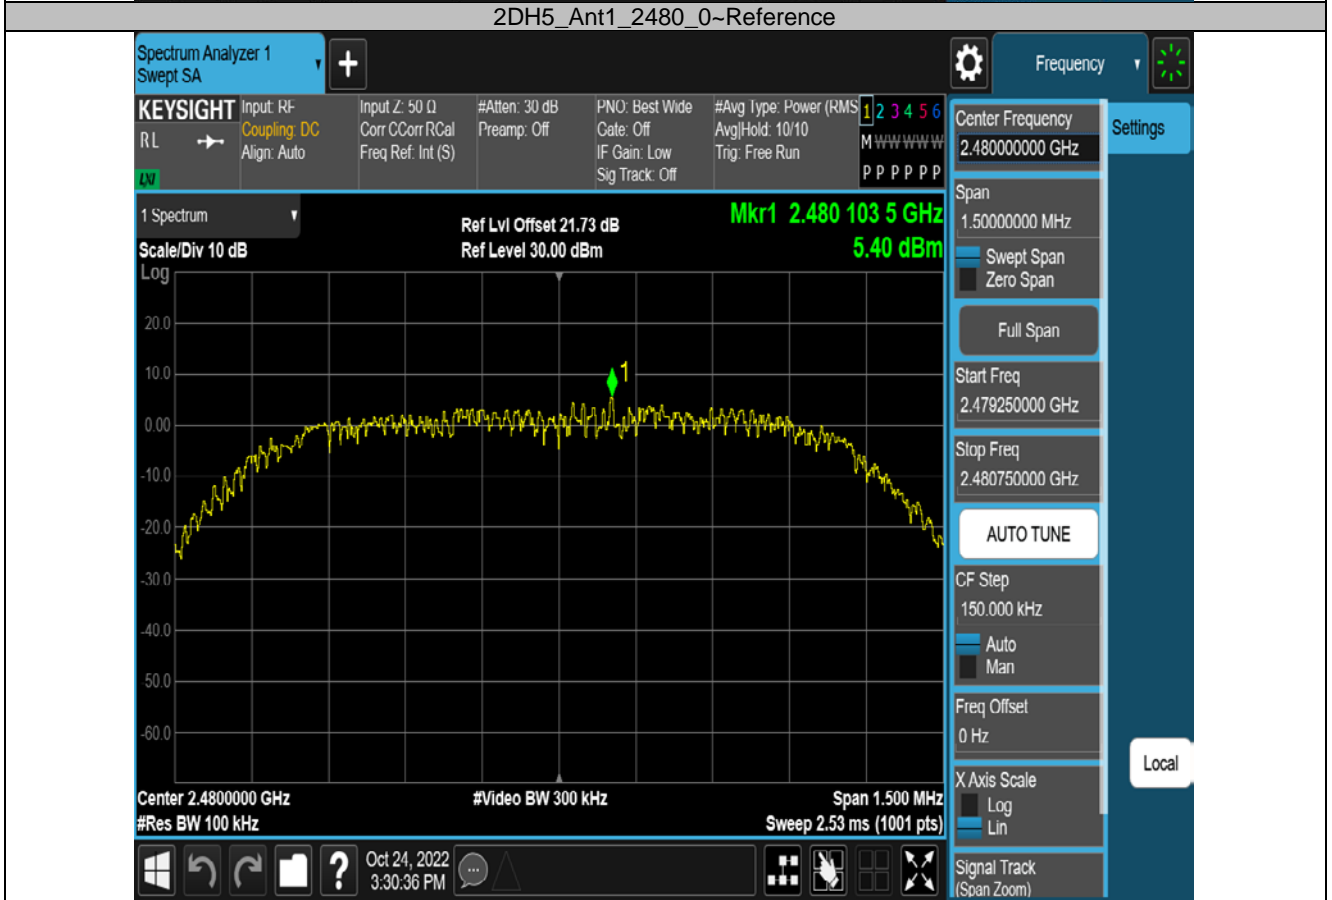 2DH5_Ant1_2480_0~Reference
Spectrum Analyzer 1
Swept SA
+
Frequency
KEYSIGHT
RL
LXI
Input: RF
Coupling: DC
Align: Auto
Input Z: 50 Ω
Corr CCorr RCal
Freq Ref: Int (S)
#Atten: 30 dB
Preamp: Off
PNO: Best Wide
Gate: Off
IF Gain: Low
Sig Track: Off
#Avg Type: Power (RMS
Avg|Hold: 10/10
Trig: Free Run
1 2 3 4 5 6
M W W W W W
P P P P P P
1 Spectrum
Scale/Div 10 dB
Ref Lvl Offset 21.73 dB
Ref Level 30.00 dBm
Mkr1 2.480 103 5 GHz
5.40 dBm
Log
20.0
10.0
0.00
-10.0
-20.0
-30.0
-40.0
-50.0
-60.0
1
Center 2.4800000 GHz
#Res BW 100 kHz
#Video BW 300 kHz
Span 1.500 MHz
Sweep 2.53 ms (1001 pts)
Oct 24, 2022
3:30:36 PM
?
Center Frequency
2.480000000 GHz
Settings
Span
1.50000000 MHz
Swept Span
Zero Span
Full Span
Start Freq
2.479250000 GHz
Stop Freq
2.480750000 GHz
AUTO TUNE
CF Step
150.000 kHz
Auto
Man
Freq Offset
0 Hz
X Axis Scale
Log
Lin
Signal Track
(Span Zoom)
Local